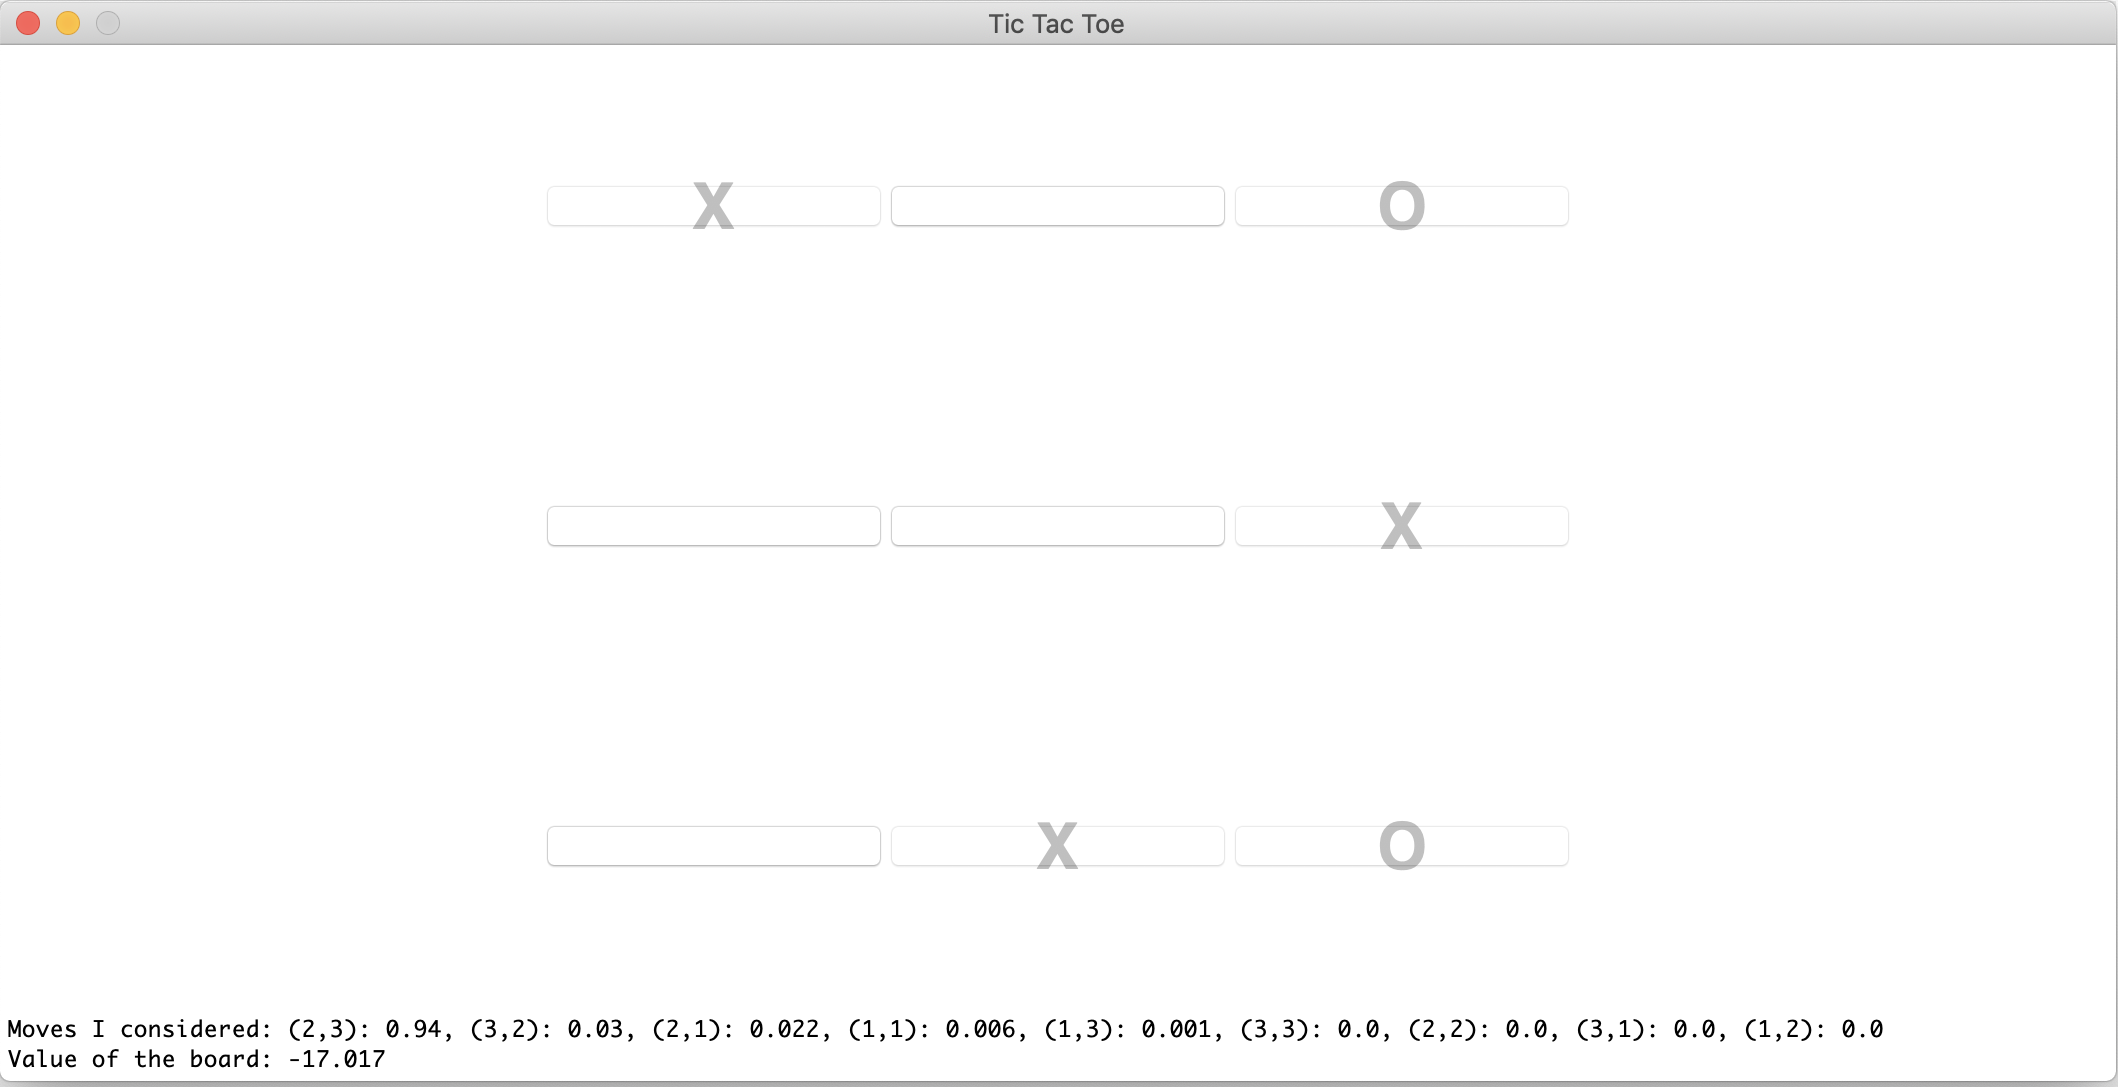 Tic Tac Toe
X O
X
X O
Moves I considered: (2,3): 0.94, (3,2): 0.03, (2,1): 0.022, (1,1): 0.006, (1,3): 0.001, (3,3): 0.0, (2,2): 0.0, (3,1): 0.0, (1,2): 0.0
Value of the board: -17.017